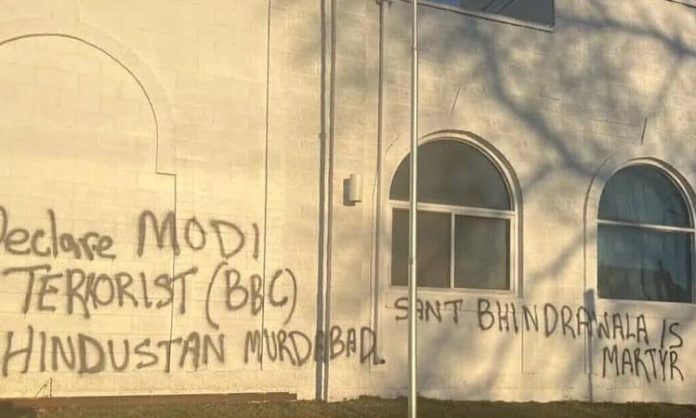 Declare MODI
TERRORIST (BBC)
HINDUSTAN MURDABAD.
SANT BHINDRAWALA IS
MARTYR